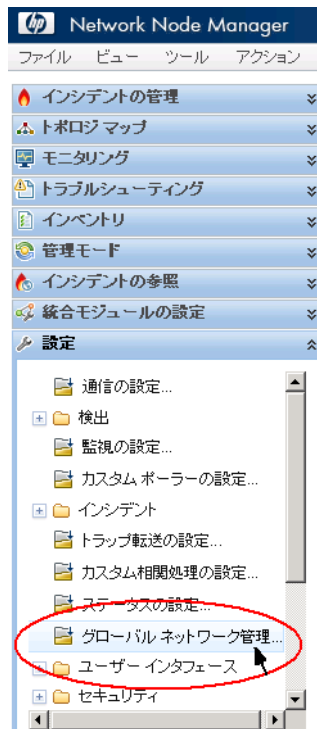 hp Network Node Manager
ファイル ビュー ツール アクション
インシデントの管理
トポロジ マップ
モニタリング
トラブルシューティング
インベントリ
管理モード
インシデントの参照
統合モジュールの設定
設定
通信の設定...
検出
監視の設定...
カスタム ポーラーの設定...
インシデント
トラップ転送の設定...
カスタム相関処理の設定...
ステータスの設定...
グローバル ネットワーク管理...
ユーザー インタフェース
セキュリティ